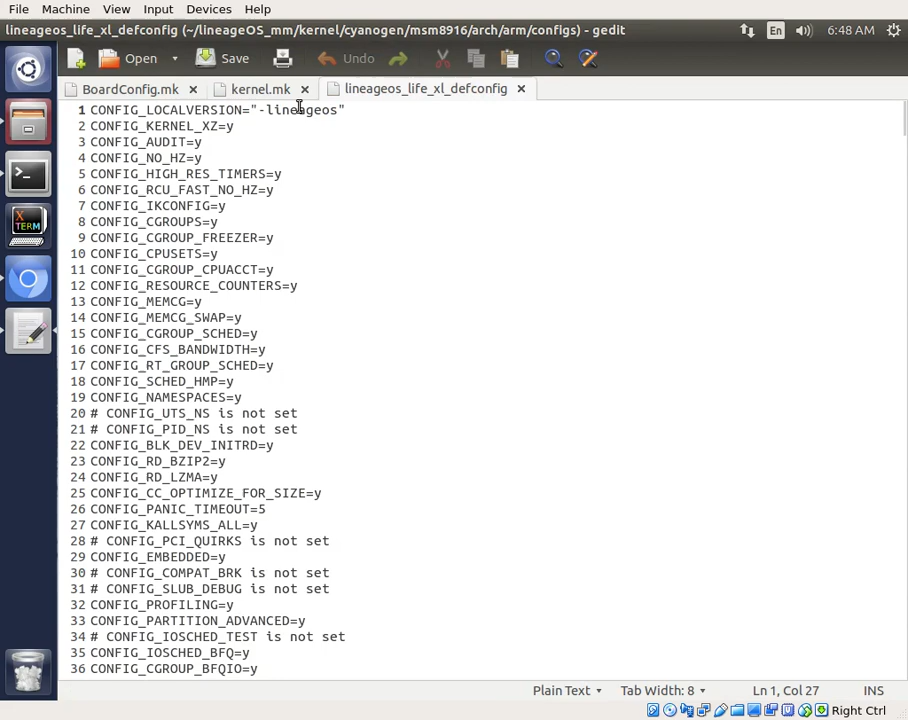 File Machine View Input Devices Help
lineageos_life_xl_defconfig (~/lineageOS_mm/kernel/cyanogen/msm8916/arch/arm/configs) - gedit En 6:48 AM
Open Save Undo
BoardConfig.mk kernel.mk lineageos_life_xl_defconfig
1 CONFIG_LOCALVERSION="-lineageos"
2 CONFIG_KERNEL_XZ=y
3 CONFIG_AUDIT=y
4 CONFIG_NO_HZ=y
5 CONFIG_HIGH_RES_TIMERS=y
6 CONFIG_RCU_FAST_NO_HZ=y
7 CONFIG_IKCONFIG=y
8 CONFIG_CGROUPS=y
9 CONFIG_CGROUP_FREEZER=y
10 CONFIG_CPUSETS=y
11 CONFIG_CGROUP_CPUACCT=y
12 CONFIG_RESOURCE_COUNTERS=y
13 CONFIG_MEMCG=y
14 CONFIG_MEMCG_SWAP=y
15 CONFIG_CGROUP_SCHED=y
16 CONFIG_CFS_BANDWIDTH=y
17 CONFIG_RT_GROUP_SCHED=y
18 CONFIG_SCHED_HMP=y
19 CONFIG_NAMESPACES=y
20 # CONFIG_UTS_NS is not set
21 # CONFIG_PID_NS is not set
22 CONFIG_BLK_DEV_INITRD=y
23 CONFIG_RD_BZIP2=y
24 CONFIG_RD_LZMA=y
25 CONFIG_CC_OPTIMIZE_FOR_SIZE=y
26 CONFIG_PANIC_TIMEOUT=5
27 CONFIG_KALLSYMS_ALL=y
28 # CONFIG_PCI_QUIRKS is not set
29 CONFIG_EMBEDDED=y
30 # CONFIG_COMPAT_BRK is not set
31 # CONFIG_SLUB_DEBUG is not set
32 CONFIG_PROFILING=y
33 CONFIG_PARTITION_ADVANCED=y
34 # CONFIG_IOSCHED_TEST is not set
35 CONFIG_IOSCHED_BFQ=y
36 CONFIG_CGROUP_BFQIO=y
X TERM
Plain Text Tab Width: 8 Ln 1, Col 27 INS
Right Ctrl